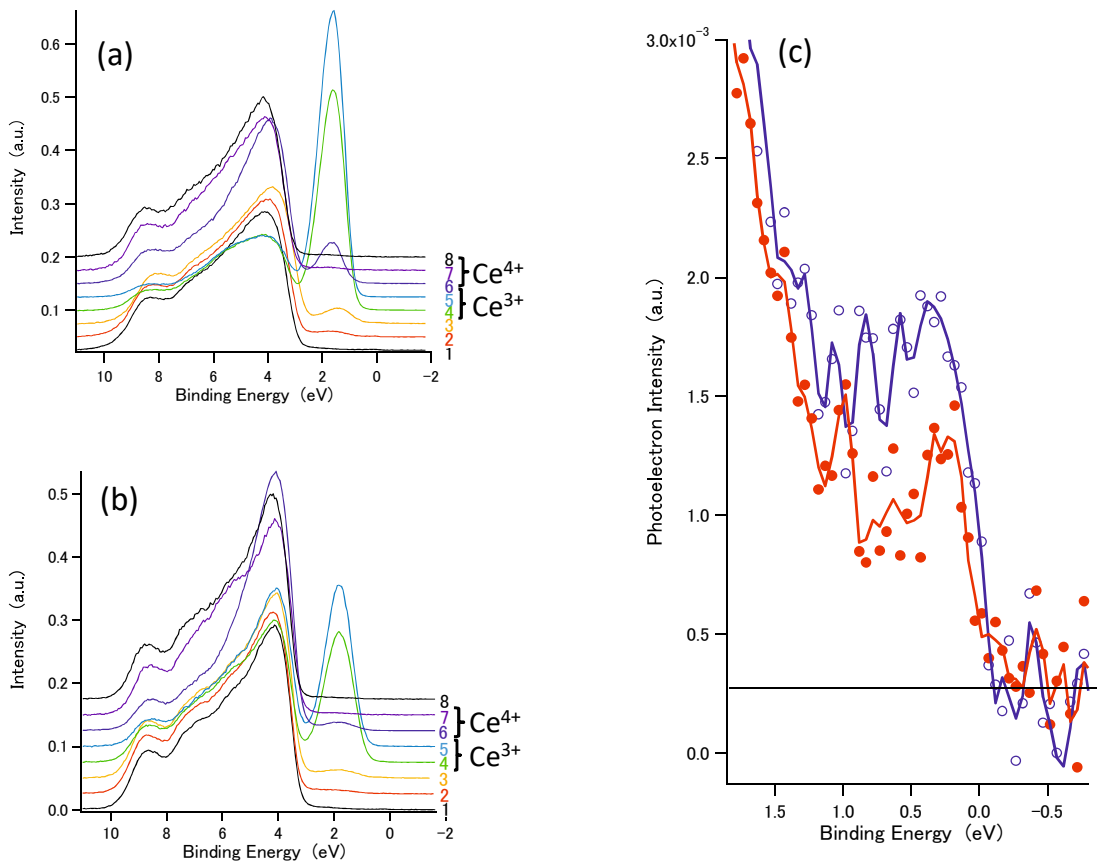 (a)
0.6
0.5
0.4
0.3
0.2
0.1
Intensity (a.u.)
8
7
6
5
4
3
2
1
Ce4+
Ce3+
10 8 6 4 2 0 −2
Binding Energy (eV)
(b)
0.5
0.4
0.3
0.2
0.1
0.0
Intensity (a.u.)
8
7
6
5
4
3
2
1
Ce4+
Ce3+
10 8 6 4 2 0 −2
Binding Energy (eV)
(c)
3.0x10⁻³
2.5
2.0
1.5
1.0
0.5
0.0
Photoelectron Intensity (a.u.)
1.5 1.0 0.5 0.0 −0.5
Binding Energy (eV)